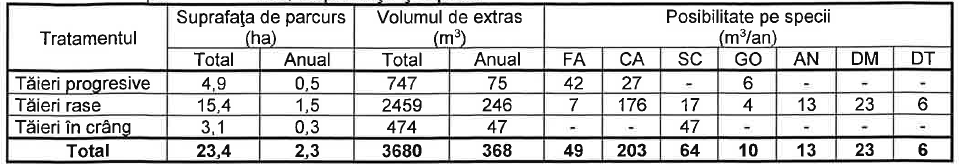 Tratamentul Suprafaţa de parcurs (ha) Volumul de extras (m³) Posibilitate pe specii (m³/an)
Total Anual Total Anual FA CA SC GO AN DM DT
Tăieri progresive 4,9 0,5 747 75 42 27 - 6 - - -
Tăieri rase 15,4 1,5 2459 246 7 176 17 4 13 23 6
Tăieri în crâng 3,1 0,3 474 47 - - 47 - - - -
Total 23,4 2,3 3680 368 49 203 64 10 13 23 6